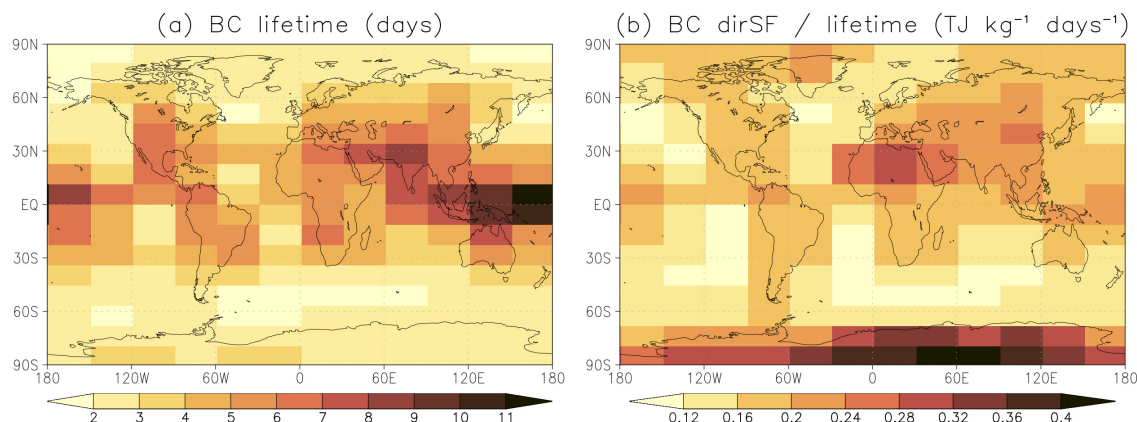 (a) BC lifetime (days)
90N
60N
30N
EQ
30S
60S
90S
180 120W 60W 0 60E 120E 180
2 3 4 5 6 7 8 9 10 11
(b) BC dirSF / lifetime (TJ kg⁻¹ days⁻¹)
90N
60N
30N
EQ
30S
60S
90S
180 120W 60W 0 60E 120E 180
0.12 0.16 0.2 0.24 0.28 0.32 0.36 0.4